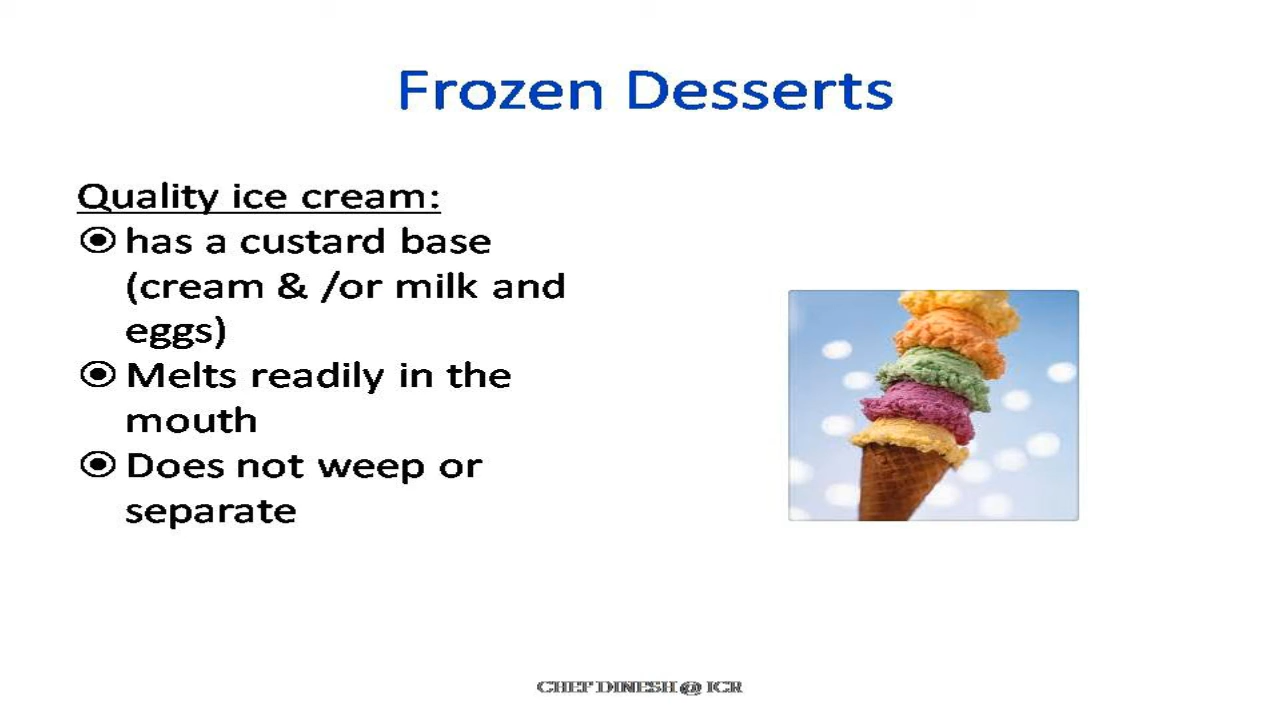 Frozen Desserts
Quality ice cream:
has a custard base
(cream & /or milk and
eggs)
Melts readily in the
mouth
Does not weep or
separate
CHEF DINESH @ ICR